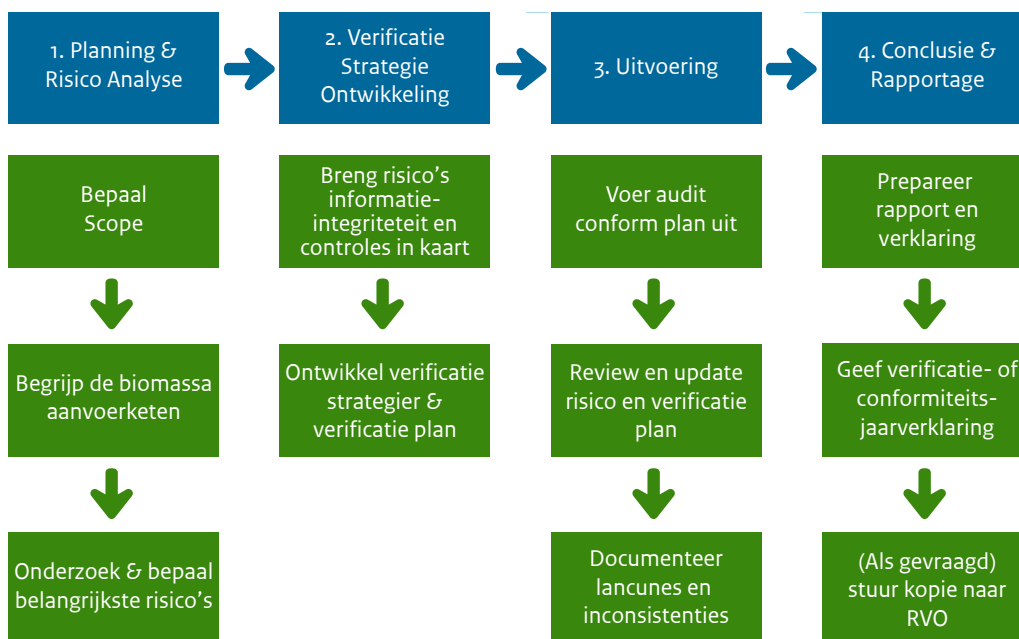 1. Planning &
Risico Analyse
2. Verificatie
Strategie
Ontwikkeling
3. Uitvoering
4. Conclusie &
Rapportage
Bepaal
Scope
Breng risico's
informatie-
integriteit en
controles in kaart
Voer audit
conform plan uit
Prepareer
rapport en
verklaring
Begrijp de biomassa
aanvoerketen
Ontwikkel verificatie
strategier &
verificatie plan
Review en update
risico en verificatie
plan
Geef verificatie- of
conformiteits-
jaarverklaring
Onderzoek & bepaal
belangrijkste risico's
Documenteer
lancunes en
inconsistenties
(Als gevraagd)
stuur kopie naar
RVO